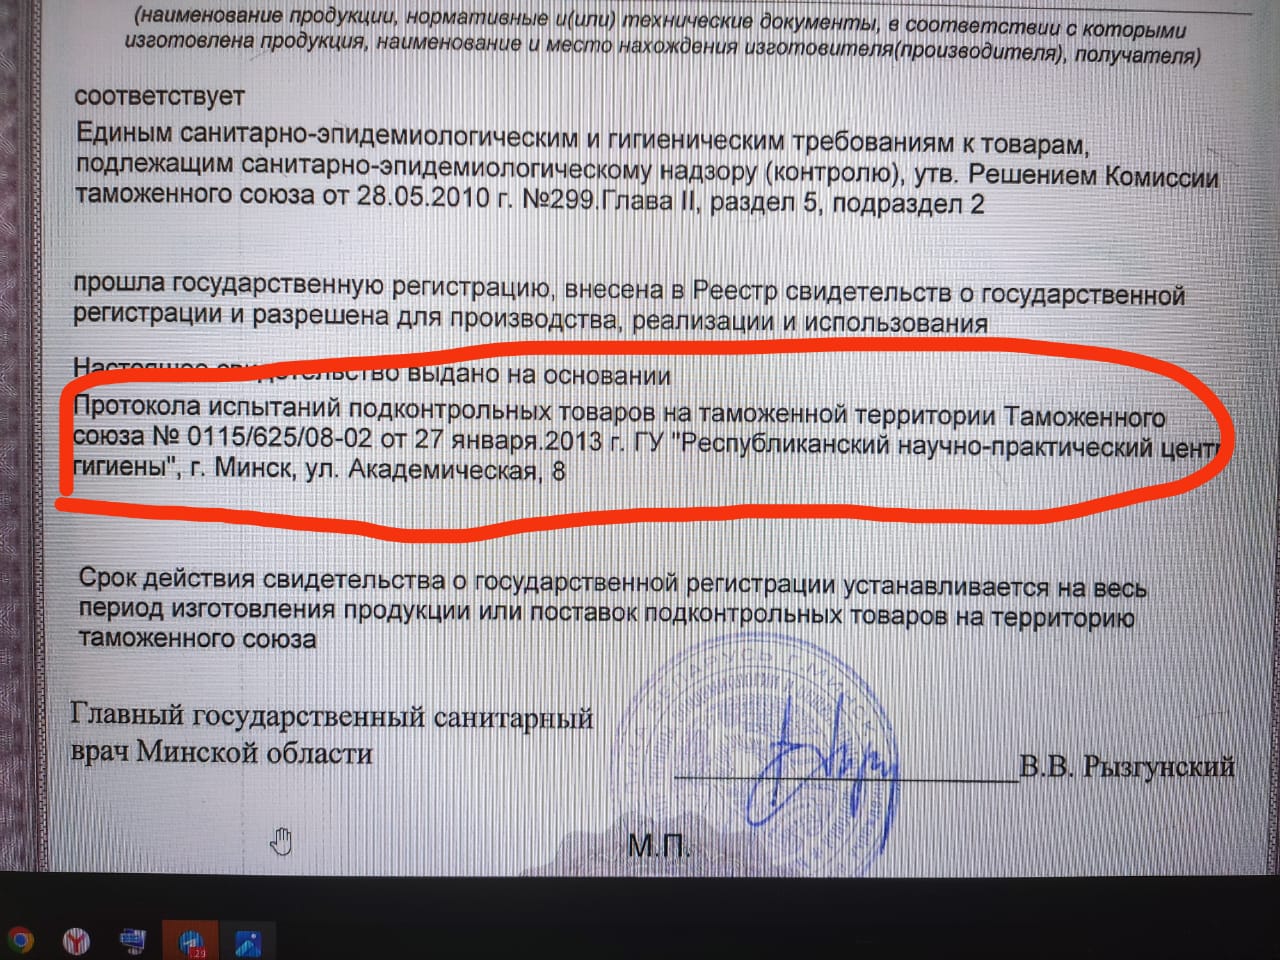 (наименование продукции, нормативные и(или) технические документы, в соответствии с которыми
изготовлена продукция, наименование и место нахождения изготовителя(производителя), получателя)
соответствует
Единым санитарно-эпидемиологическим и гигиеническим требованиям к товарам,
подлежащим санитарно-эпидемиологическому надзору (контролю), утв. Решением Комиссии
таможенного союза от 28.05.2010 г. №299.Глава II, раздел 5, подраздел 2
прошла государственную регистрацию, внесена в Реестр свидетельств о государственной
регистрации и разрешена для производства, реализации и использования
Настоящее свидетельство выдано на основании
Протокола испытаний подконтрольных товаров на таможенной территории Таможенного
союза № 0115/625/08-02 от 27 января.2013 г. ГУ "Республиканский научно-практический центр
гигиены", г. Минск, ул. Академическая, 8
Срок действия свидетельства о государственной регистрации устанавливается на весь
период изготовления продукции или поставок подконтрольных товаров на территорию
таможенного союза
Главный государственный санитарный
врач Минской области
В.В. Рызгунский
М.П.